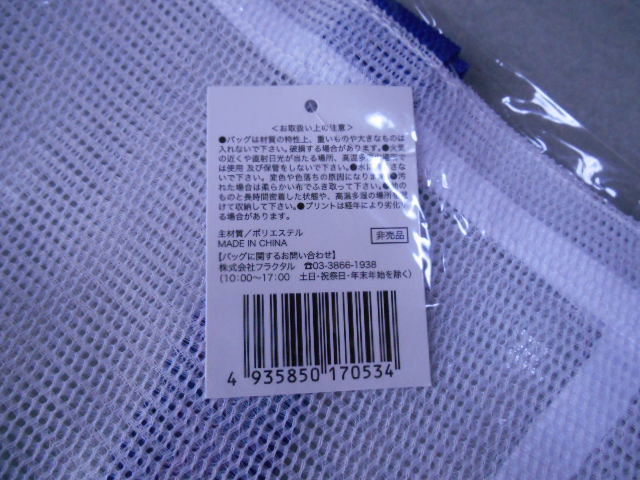 <お取扱い上の注意>
●バッグは材質の特性上、重いものや大きなものは
入れないで下さい。破損する場合があります。●火気
の近くや直射日光が当たる場所、高温多湿の場所で
は使用 及び保管をしないで下さい。●水に
ないで下さい。変色や色落ちの原因になります。●汚
れた場合は柔らかい布でふき取って下さい。●他の
ものと長時間密着した状態や、高温多湿の場所を避
けて収納して下さい。●プリントは経年により劣化す
る場合があります。
主材質/ポリエステル
MADE IN CHINA
非売品
【バッグに関するお問い合わせ】
株式会社フラクタル ☎03-3866-1938
(10:00〜17:00 土日・祝祭日・年末年始を除く)
4 935850 170534